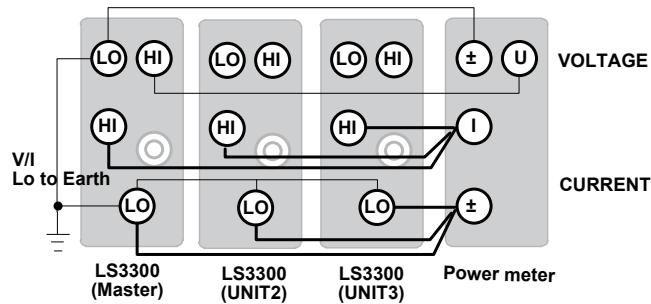 LO HI LO HI LO HI ± U VOLTAGE
HI HI HI I
V/I
Lo to Earth
CURRENT
LO LO LO ±
LS3300
(Master)
LS3300
(UNIT2)
LS3300
(UNIT3)
Power meter